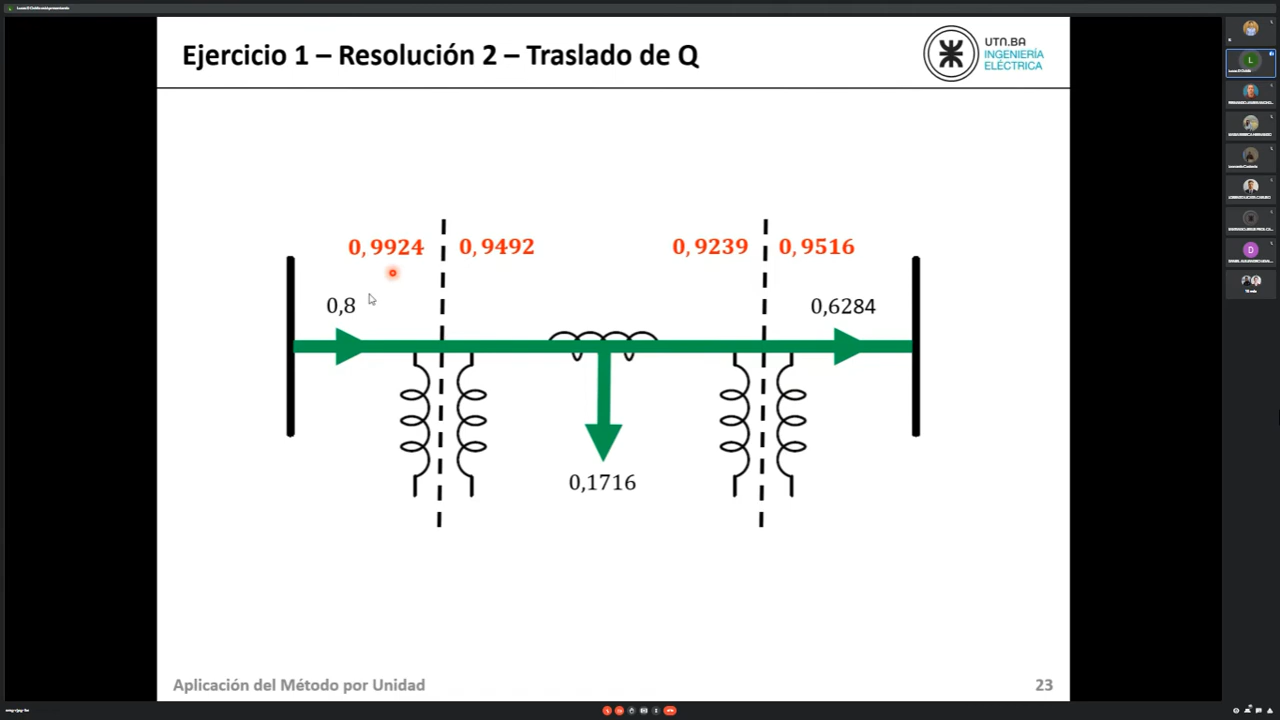 Ejercicio 1 – Resolución 2 – Traslado de Q
UTN.BA
INGENIERÍA
ELÉCTRICA
0,9924
0,9492
0,9239
0,9516
0,8
0,6284
0,1716
L
D
Aplicación del Método por Unidad
23